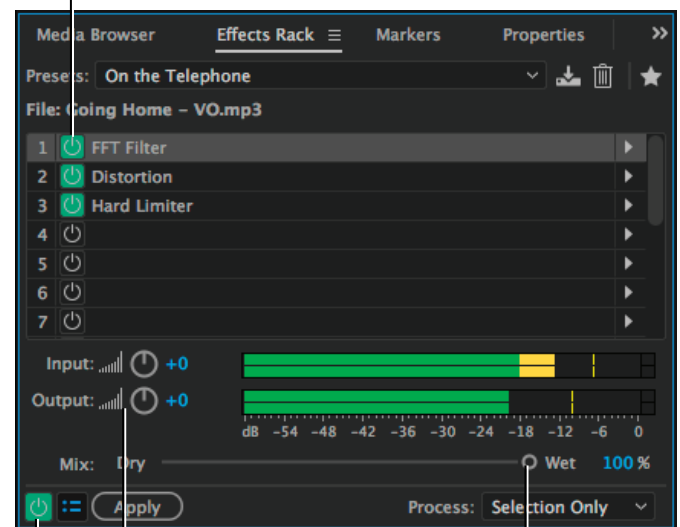 Media Browser Effects Rack Markers Properties
Presets: On the Telephone
File: Going Home – VO.mp3
1 FFT Filter
2 Distortion
3 Hard Limiter
4
5
6
7
Input: +0
Output: +0
dB -54 -48 -42 -36 -30 -24 -18 -12 -6 0
Mix: Dry Wet 100 %
Apply Process: Selection Only